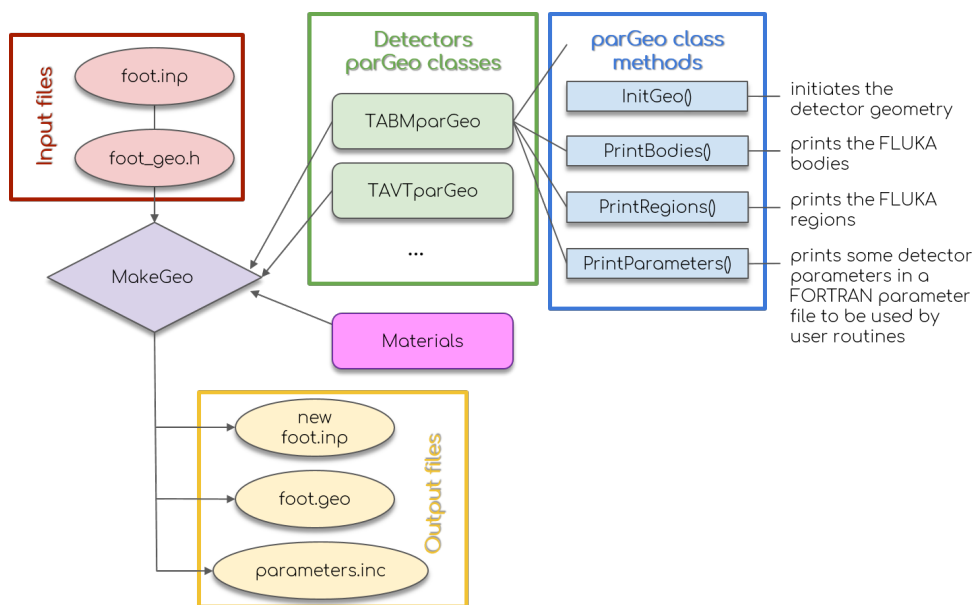 Input files
foot.inp
foot_geo.h
MakeGeo
Detectors
parGeo classes
TABMparGeo
TAVTparGeo
...
Materials
parGeo class
methods
InitGeo()
initiates the
detector geometry
PrintBodies()
prints the FLUKA
bodies
PrintRegions()
prints the FLUKA
regions
PrintParameters()
prints some detector
parameters in a
FORTRAN parameter
file to be used by
user routines
new
foot.inp
foot.geo
parameters.inc
Output files